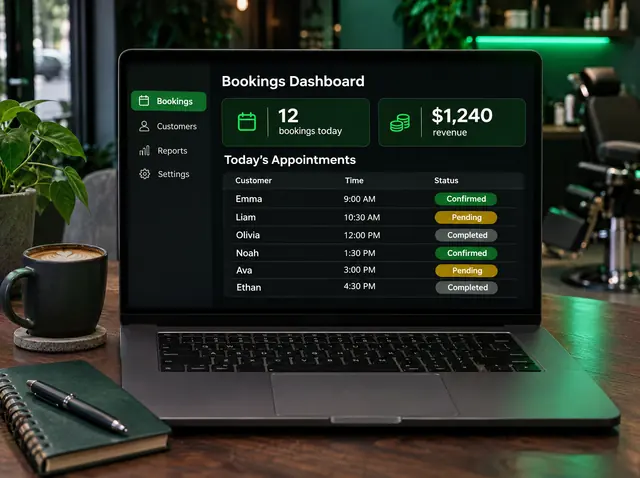 Bookings Dashboard
Bookings
Customers
Reports
Settings
12
bookings today
$1,240
revenue
Today's Appointments
Customer Time Status
Emma 9:00 AM Confirmed
Liam 10:30 AM Pending
Olivia 12:00 PM Completed
Noah 1:30 PM Confirmed
Ava 3:00 PM Pending
Ethan 4:30 PM Completed